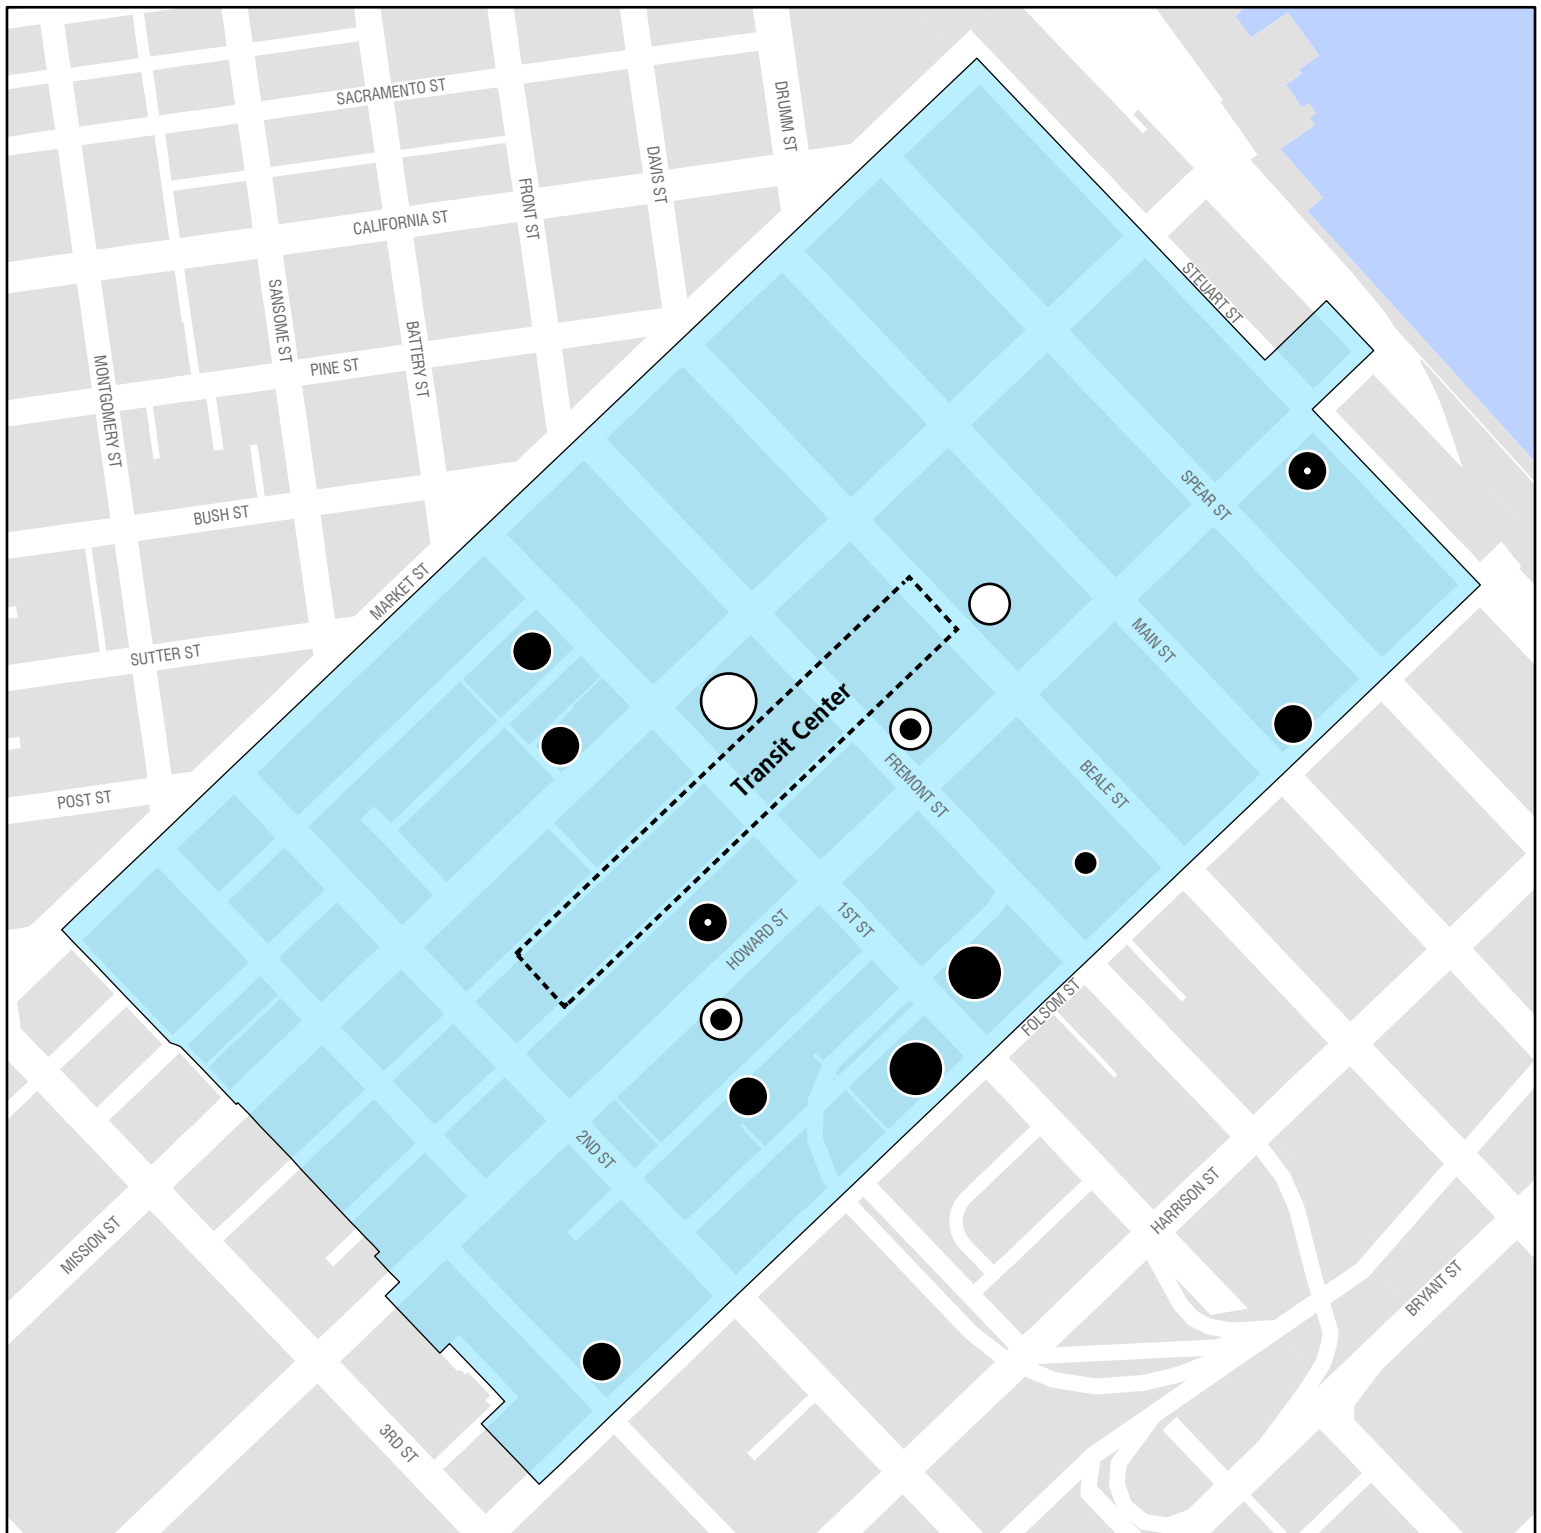 SACRAMENTO ST
DRUMM ST
DAVIS ST
FRONT ST
CALIFORNIA ST
STEUART ST
SANSOME ST
BATTERY ST
MONTGOMERY ST
PINE ST
BUSH ST
SPEAR ST
MARKET ST
MAIN ST
SUTTER ST
Transit Center
FREMONT ST
BEALE ST
POST ST
HOWARD ST
1ST ST
FOLSOM ST
2ND ST
HARRISON ST
MISSION ST
BRYANT ST
3RD ST